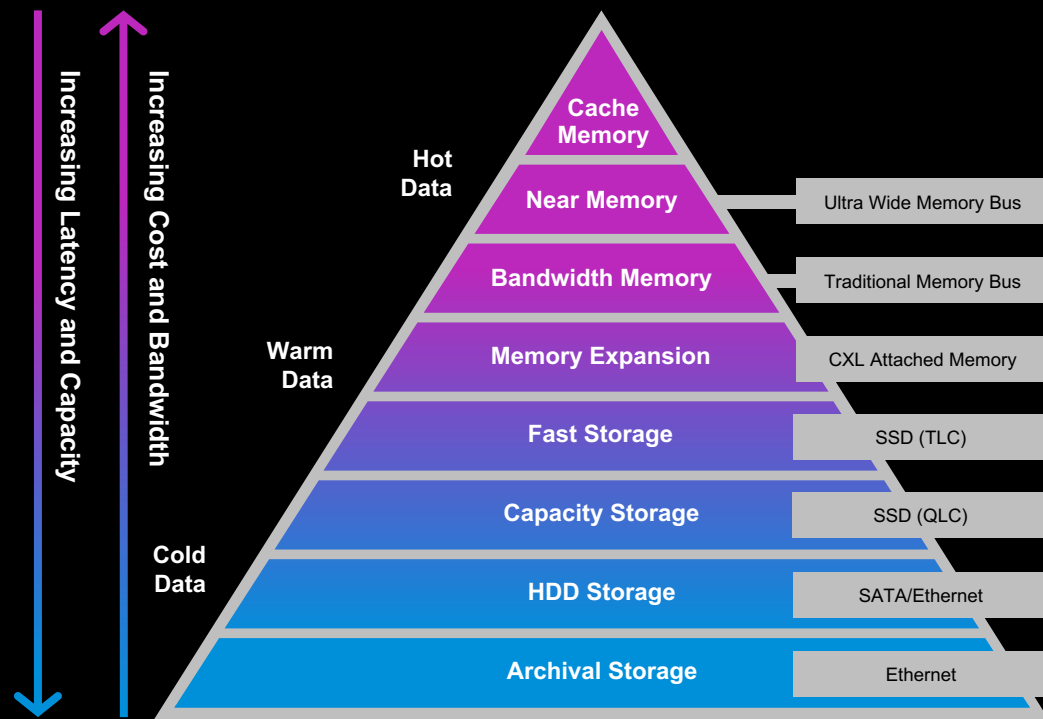 Increasing Latency and Capacity
Increasing Cost and Bandwidth
Hot
Data
Warm
Data
Cold
Data
Cache
Memory
Near Memory
Ultra Wide Memory Bus
Bandwidth Memory
Traditional Memory Bus
Memory Expansion
CXL Attached Memory
Fast Storage
SSD (TLC)
Capacity Storage
SSD (QLC)
HDD Storage
SATA/Ethernet
Archival Storage
Ethernet